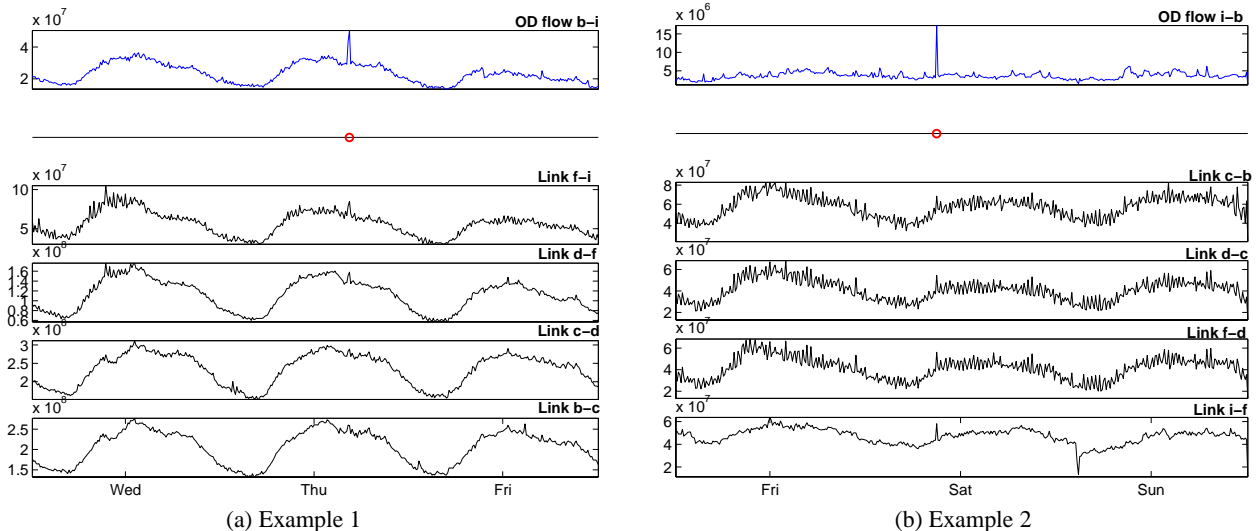 x 10^7
OD flow b−i
4
2
x 10^7
Link f−i
10
5
x 10^8
Link d−f
1.6
1.4
1.2
1
0.8
0.6
x 10^8
Link c−d
3
2.5
2
x 10^8
Link b−c
2.5
2
1.5
Wed Thu Fri
(a) Example 1
x 10^6
OD flow i−b
15
10
5
x 10^7
Link c−b
8
6
4
x 10^7
Link d−c
6
4
2
x 10^7
Link f−d
6
4
2
x 10^7
Link i−f
6
4
2
Fri Sat Sun
(b) Example 2